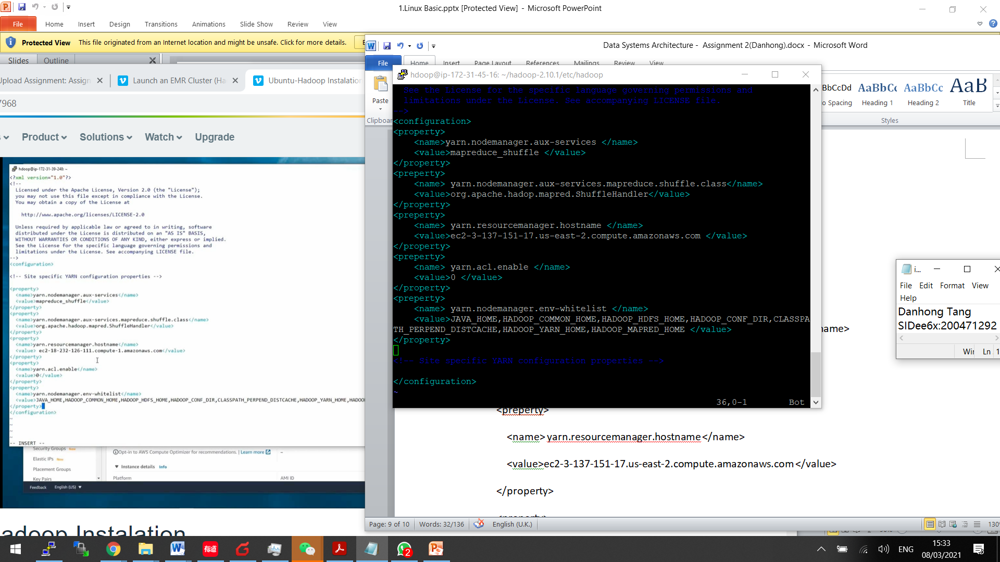 1.Linux Basic.pptx [Protected View] - Microsoft PowerPoint
File Home Insert Design Transitions Animations Slide Show Review View
Protected View This file originated from an Internet location and might be unsafe. Click for more details.
Slides Outline
Upload Assignment: Assign
Launch an EMR Cluster (Ha
Ubuntu-Hadoop Instalation
7968
Product Solutions Watch Upgrade
hdoop@ip-172-31-39-248: ~
<?xml version="1.0"?>
<!--
Licensed under the Apache License, Version 2.0 (the "License");
you may not use this file except in compliance with the License.
You may obtain a copy of the License at
http://www.apache.org/licenses/LICENSE-2.0
Unless required by applicable law or agreed to in writing, software
distributed under the License is distributed on an "AS IS" BASIS,
WITHOUT WARRANTIES OR CONDITIONS OF ANY KIND, either express or implied.
See the License for the specific language governing permissions and
limitations under the License. See accompanying LICENSE file.
-->
<configuration>
<!-- Site specific YARN configuration properties -->
<property>
<name>yarn.nodemanager.aux-services</name>
<value>mapreduce_shuffle</value>
</property>
<property>
<name>yarn.nodemanager.aux-services.mapreduce.shuffle.class</name>
<value>org.apache.hadoop.mapred.ShuffleHandler</value>
</property>
<property>
<name>yarn.resourcemanager.hostname</name>
<value> ec2-18-232-126-111.compute-1.amazonaws.com</value>
</property>
<property>
<name>yarn.acl.enable</name>
<value>0</value>
</property>
<property>
<name>yarn.nodemanager.env-whitelist</name>
<value>JAVA_HOME,HADOOP_COMMON_HOME,HADOOP_HDFS_HOME,HADOOP_CONF_DIR,CLASSPATH_PERPEND_DISTCACHE,HADOOP_YARN_HOME,HADOO
</property>
</configuration>
~
~
~
~
-- INSERT --
Security Groups New
Elastic IPs New
Placement Groups
Key Pairs
Opt-in to AWS Compute Optimizer for recommendations. | Learn more
–
Instance details Info
Platform AMI ID
Feedback English (US)
adoop Instalation
Data Systems Architecture - Assignment 2(Danhong).docx - Microsoft Word
File Home Insert Page Layout References Mailings Review View
Paste
Clipboar
BbCcDd AaBbCc AaBbCc AaB
o Spacing Heading 1 Heading 2 Title
Styles
hdoop@ip-172-31-45-16: ~/hadoop-2.10.1/etc/hadoop
See the License for the specific language governing permissions and
limitations under the License. See accompanying LICENSE file.
-->
<configuration>
<property>
<name>yarn.nodemanager.aux-services </name>
<value>mapreduce_shuffle </value>
</property>
<preperty>
<name> yarn.nodemanager.aux-services.mapreduce.shuffle.class</name>
<value>org.apache.hadop.mapred.ShuffleHandler</value>
</property>
<preperty>
<name> yarn.resourcemanager.hostname </name>
<value>ec2-3-137-151-17.us-east-2.compute.amazonaws.com </value>
</property>
<preperty>
<name> yarn.acl.enable </name>
<value>0 </value>
</property>
<preperty>
<name> yarn.nodemanager.env-whitelist </name>
<value>JAVA_HOME,HADOOP_COMMON_HOME,HADOOP_HDFS_HOME,HADOOP_CONF_DIR,CLASSPA
TH_PERPEND_DISTCACHE,HADOOP_YARN_HOME,HADOOP_MAPRED_HOME </value>
</property>
<!-- Site specific YARN configuration properties -->
</configuration>
~
36,0-1 Bot
name>
<preperty>
<name> yarn.resourcemanager.hostname</name>
<value>ec2-3-137-151-17.us-east-2.compute.amazonaws.com</value>
</property>
Page: 9 of 10 Words: 32/136 English (U.K.) 130
i...
File Edit Format View
Help
Danhong Tang
SIDee6x:200471292
Wir Ln 1
有道
2
ENG
15:33
08/03/2021